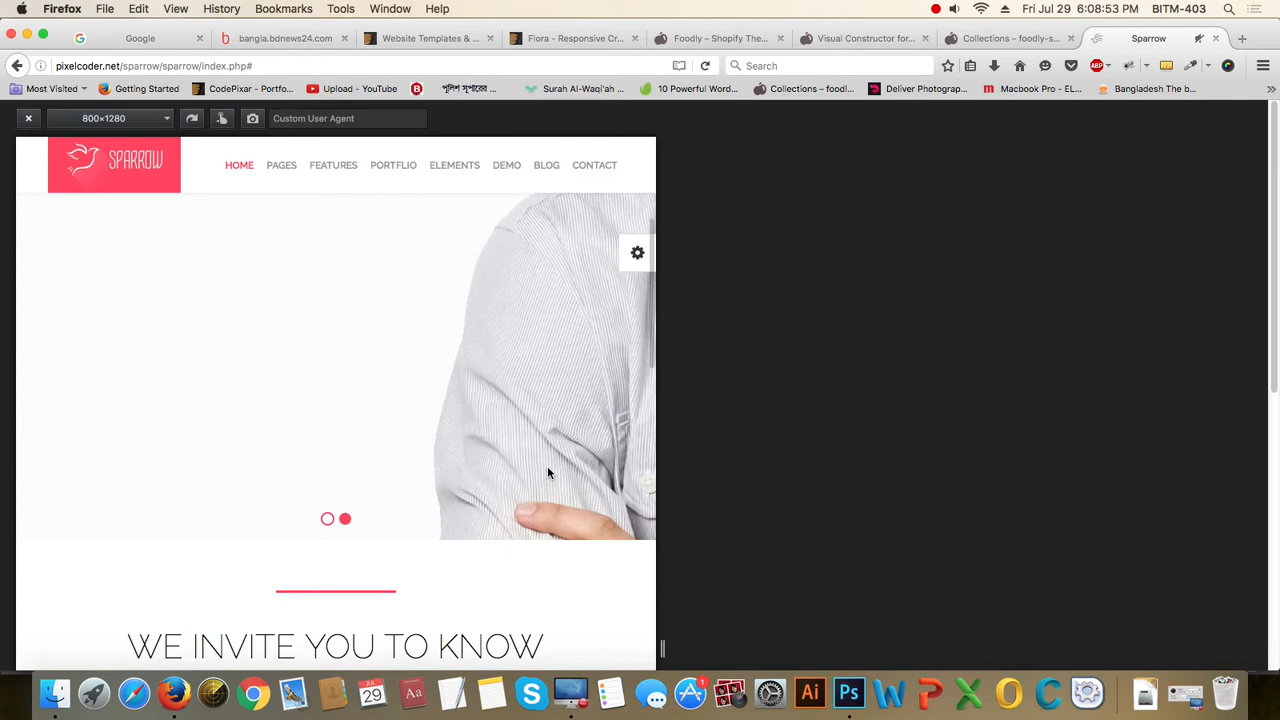 Firefox File Edit View History Bookmarks Tools Window Help Fri Jul 29 6:08:53 PM BITM-403
Google bangla.bdnews24.com Website Templates & ... Flora - Responsive Cr... Foodly – Shopify The... Visual Constructor for... Collections – foodly-s... Sparrow
pixelcoder.net/sparrow/sparrow/index.php# Search
Most Visited Getting Started CodePixar - Portfo... Upload - YouTube পুলিশ সুপারের ... Surah Al-Waqi'ah ... 10 Powerful Word... Collections – foodl... Deliver Photograp... Macbook Pro - EL... Bangladesh The b...
800×1280 Custom User Agent
SPARROW HOME PAGES FEATURES PORTFLIO ELEMENTS DEMO BLOG CONTACT
WE INVITE YOU TO KNOW